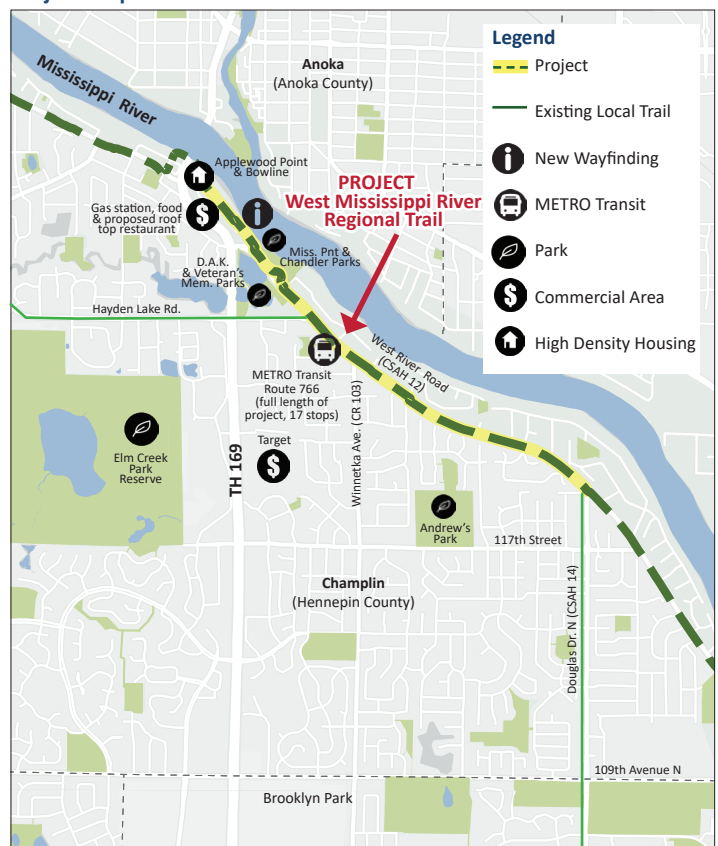 Mississippi River
Anoka
(Anoka County)
Legend
Project
Existing Local Trail
New Wayfinding
METRO Transit
Park
Commercial Area
High Density Housing
Applewood Point
& Bowline
PROJECT
West Mississippi River
Regional Trail
Gas station, food
& proposed roof
top restaurant
$
Miss. Pnt &
Chandler Parks
D.A.K.
& Veteran's
Mem. Parks
Hayden Lake Rd.
West River Road
(CSAH 12)
METRO Transit
Route 766
(full length of
project, 17 stops)
Winnetka Ave. (CR 103)
TH 169
Target
$
Elm Creek
Park
Reserve
Andrew's
Park
117th Street
Champlin
(Hennepin County)
Douglas Dr. N (CSAH 14)
109th Avenue N
Brooklyn Park
i
i
$